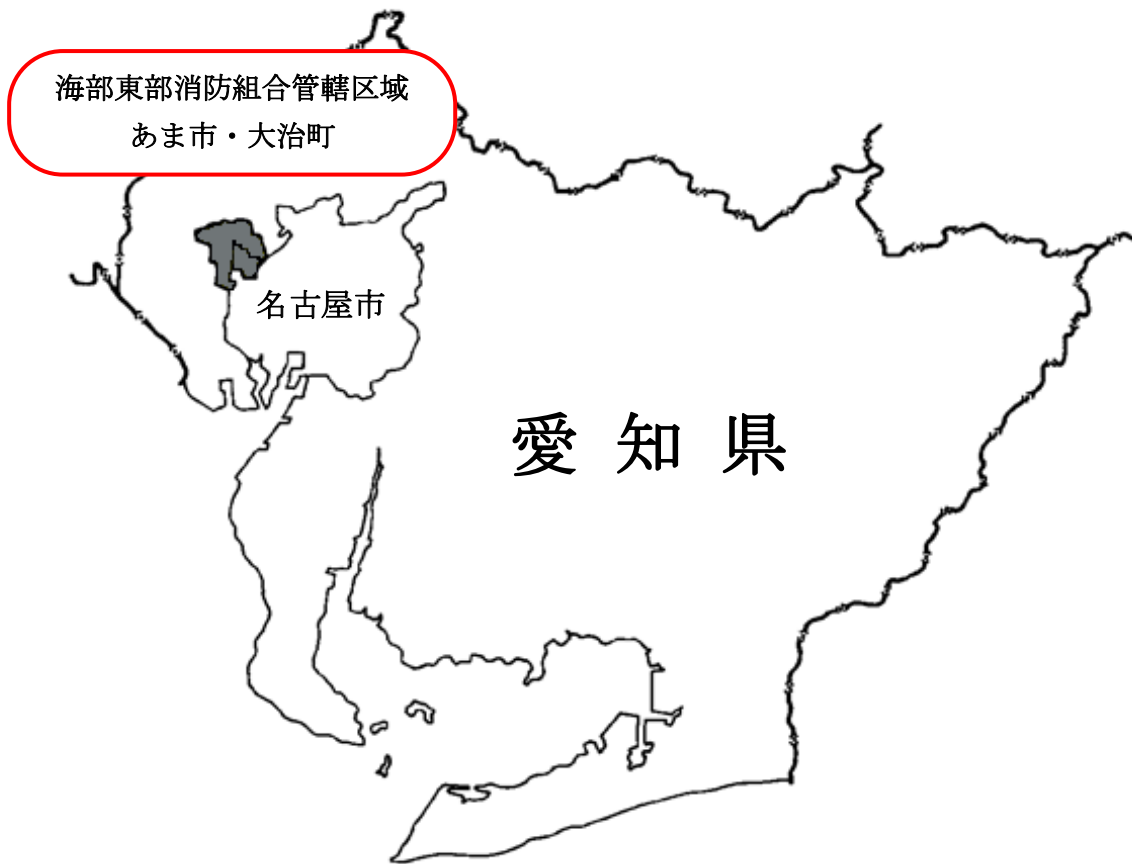 海部東部消防組合管轄区域
あま市・大治町
名古屋市
愛知県